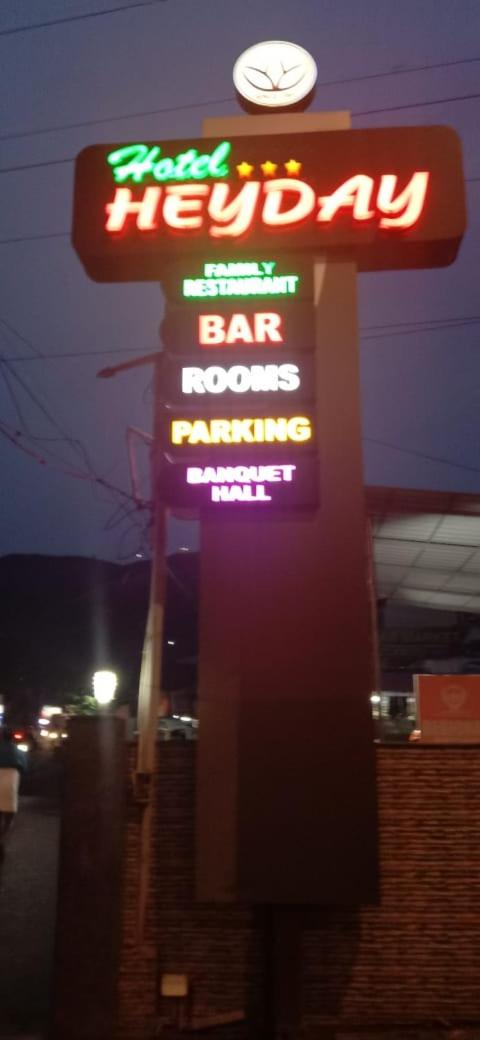 Hotel
HEYDAY
FAMILY
RESTAURANT
BAR
ROOMS
PARKING
BANQUET
HALL